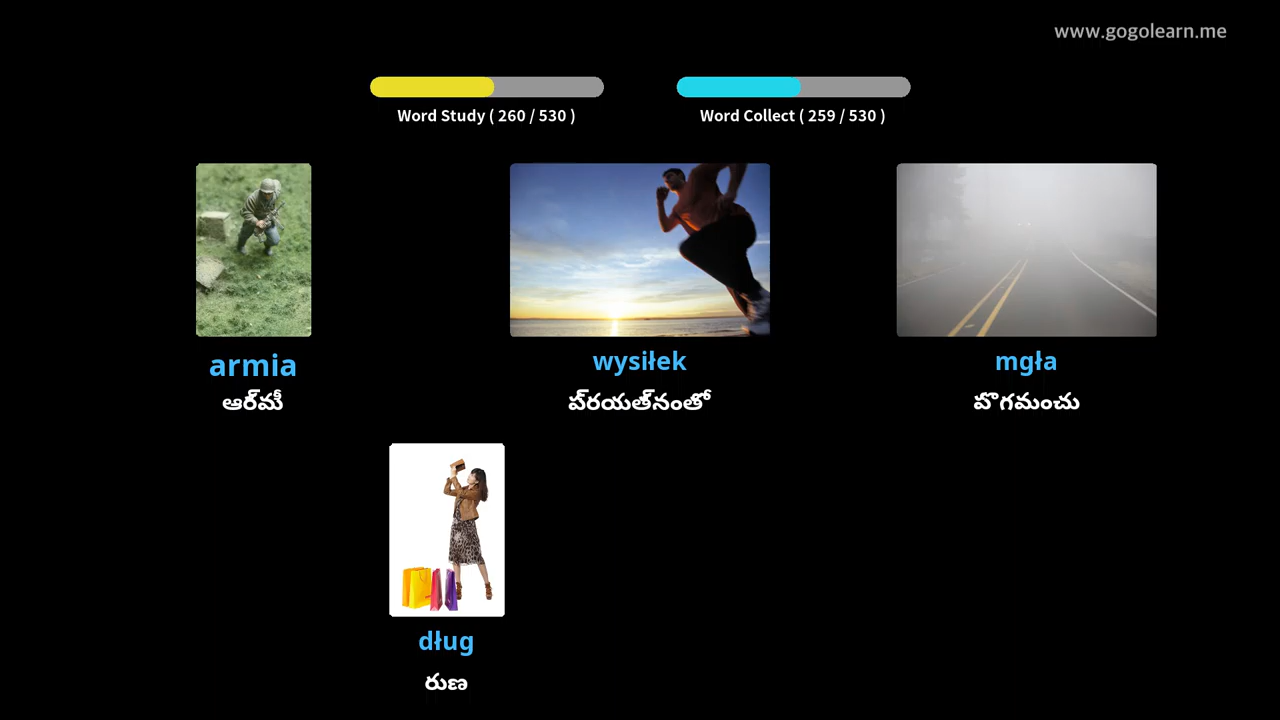 www.gogolearn.me
Word Study ( 260 / 530 )
Word Collect ( 259 / 530 )
armia
wysiłek
mgła
ఆర్మీ
ప్రయత్నంతో
పొగమంచు
dług
రుణ